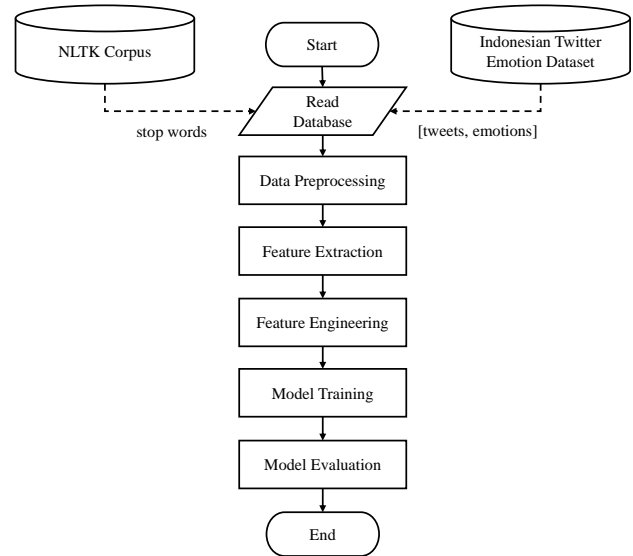 NLTK Corpus
Start
Indonesian Twitter
Emotion Dataset
Read
Database
stop words
[tweets, emotions]
Data Preprocessing
Feature Extraction
Feature Engineering
Model Training
Model Evaluation
End